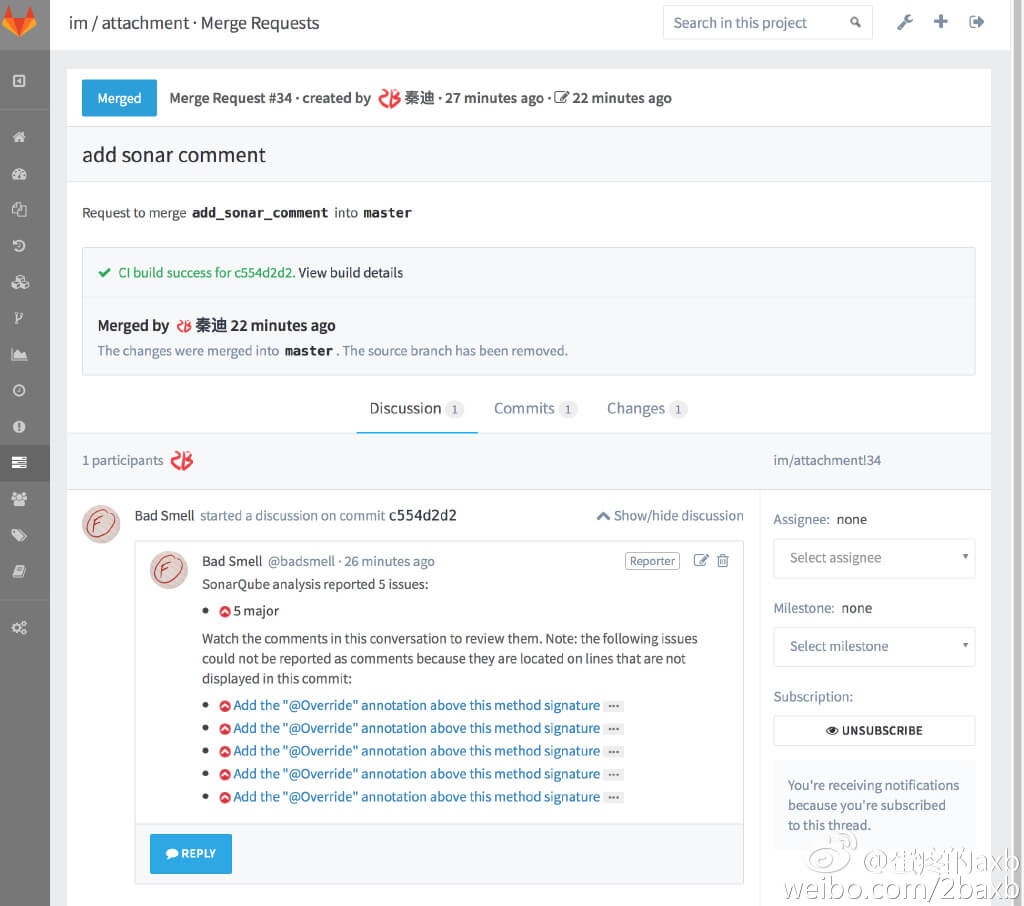 im / attachment · Merge Requests
Search in this project
Merged
Merge Request #34 · created by 秦迪 · 27 minutes ago · 22 minutes ago
add sonar comment
Request to merge add_sonar_comment into master
CI build success for c554d2d2. View build details
Merged by 秦迪 22 minutes ago
The changes were merged into master . The source branch has been removed.
Discussion 1 Commits 1 Changes 1
1 participants
im/attachment!34
Bad Smell started a discussion on commit c554d2d2
Show/hide discussion
Bad Smell @badsmell · 26 minutes ago
Reporter
SonarQube analysis reported 5 issues:
• 5 major
Watch the comments in this conversation to review them. Note: the following issues
could not be reported as comments because they are located on lines that are not
displayed in this commit:
• Add the "@Override" annotation above this method signature ...
• Add the "@Override" annotation above this method signature ...
• Add the "@Override" annotation above this method signature ...
• Add the "@Override" annotation above this method signature ...
• Add the "@Override" annotation above this method signature ...
REPLY
Assignee: none
Select assignee
Milestone: none
Select milestone
Subscription:
UNSUBSCRIBE
You're receiving notifications
because you're subscribed
to this thread.
@蛋疼的axb
weibo.com/2baxb